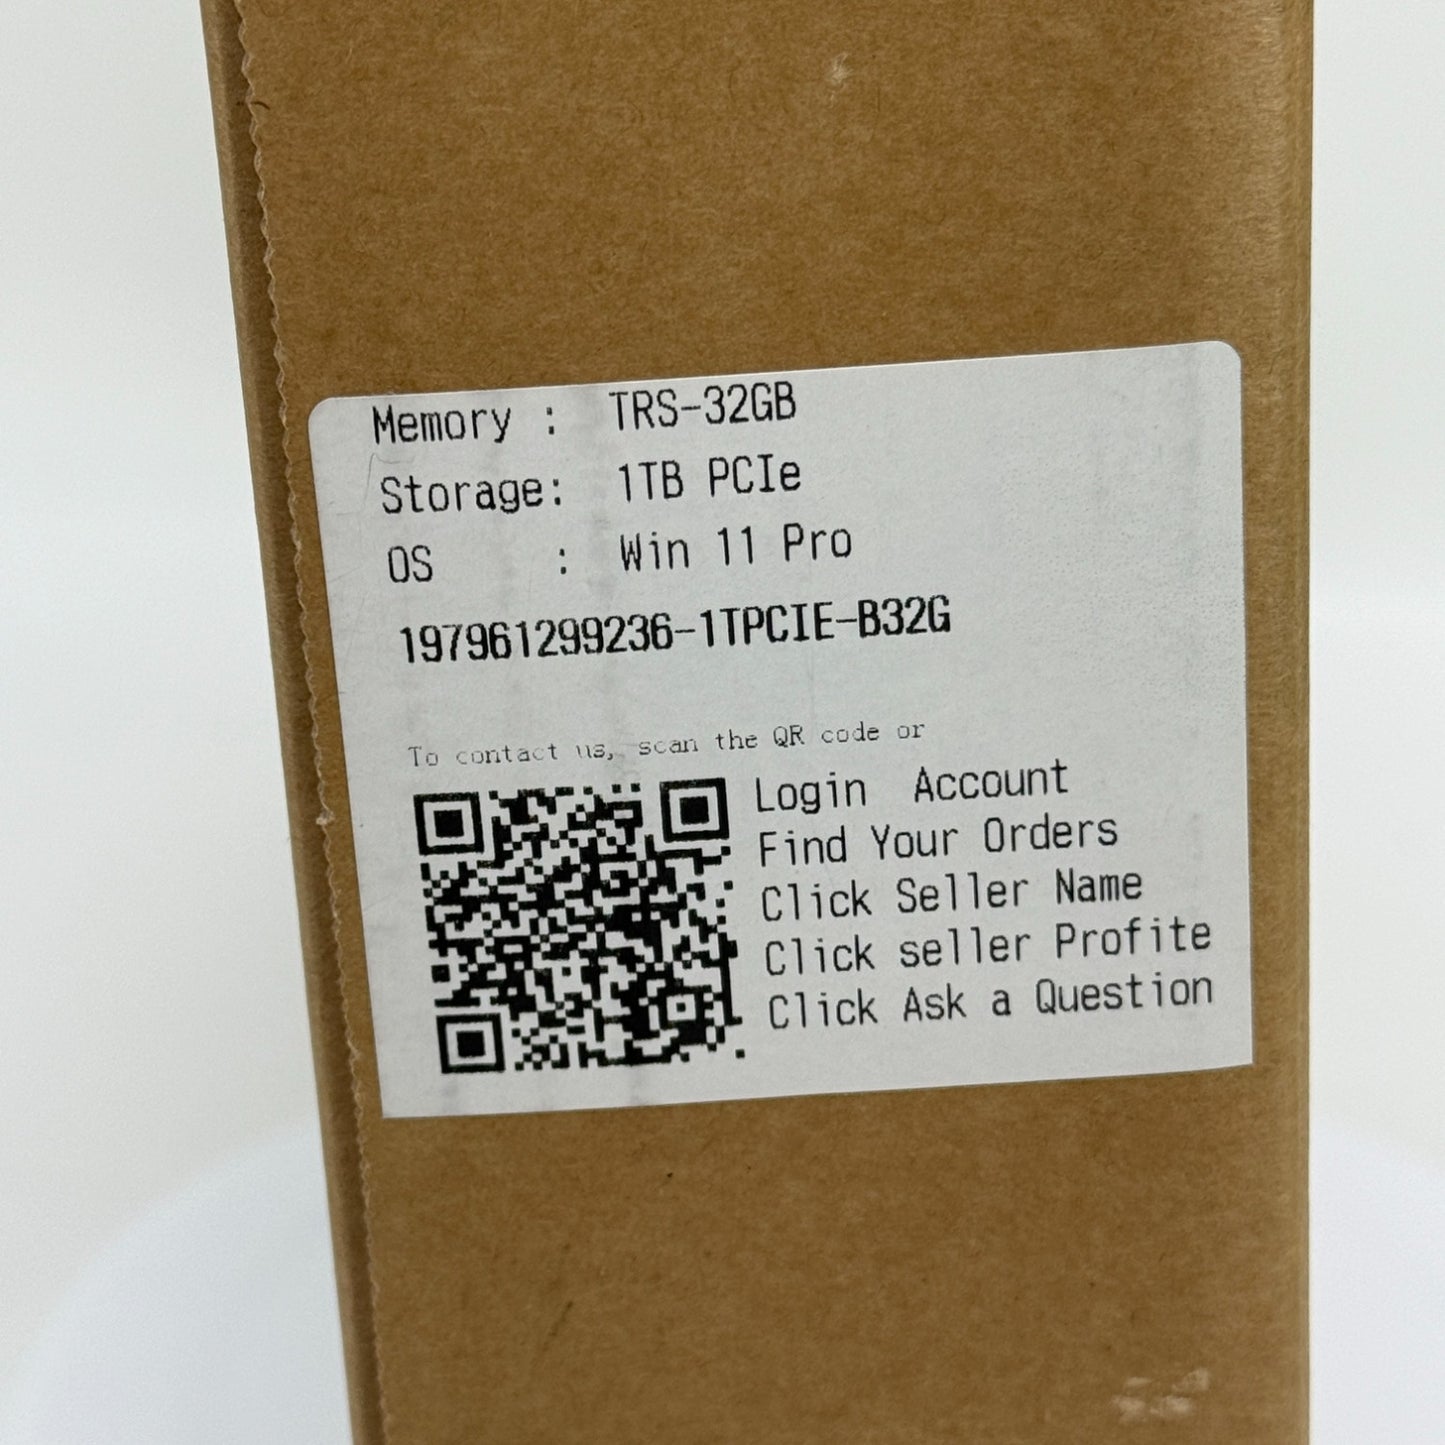 Memory : TRS-32GB
Storage: 1TB PCIe
OS : Win 11 Pro
197961299236-1TPCIE-B32G
To contact us, scan the QR code or
Login Account
Find Your Orders
Click Seller Name
Click seller Profite
Click Ask a Question